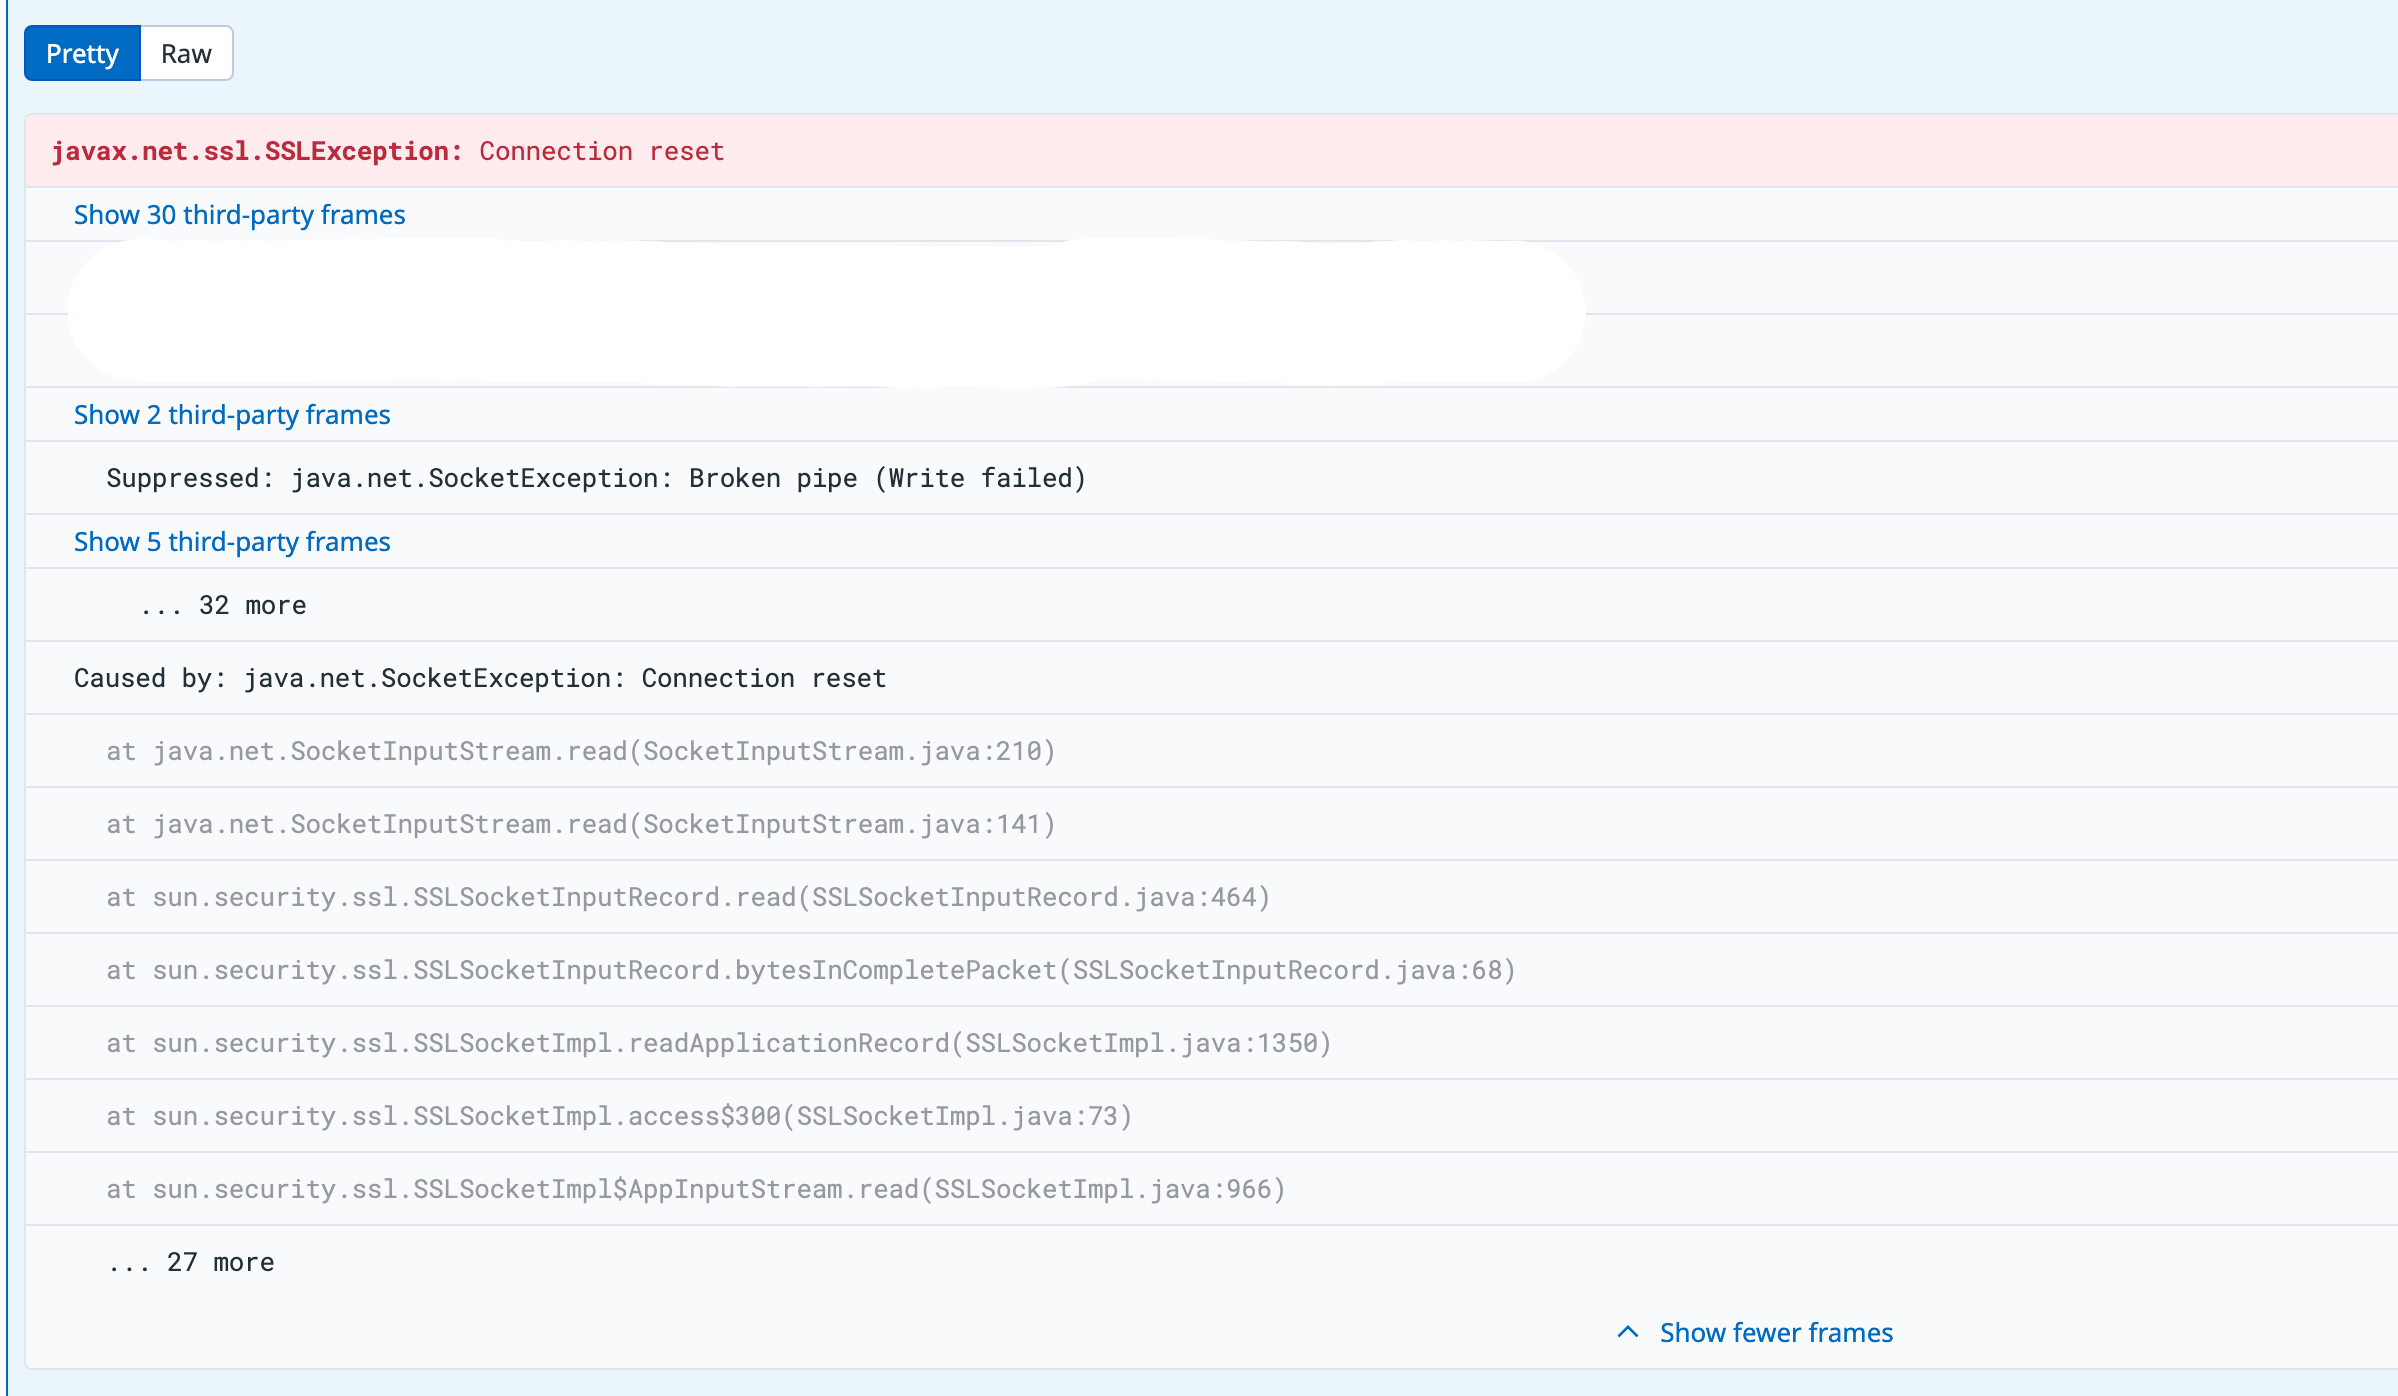 Pretty Raw
javax.net.ssl.SSLException: Connection reset
Show 30 third-party frames
Show 2 third-party frames
Suppressed: java.net.SocketException: Broken pipe (Write failed)
Show 5 third-party frames
... 32 more
Caused by: java.net.SocketException: Connection reset
at java.net.SocketInputStream.read(SocketInputStream.java:210)
at java.net.SocketInputStream.read(SocketInputStream.java:141)
at sun.security.ssl.SSLSocketInputRecord.read(SSLSocketInputRecord.java:464)
at sun.security.ssl.SSLSocketInputRecord.bytesInCompletePacket(SSLSocketInputRecord.java:68)
at sun.security.ssl.SSLSocketImpl.readApplicationRecord(SSLSocketImpl.java:1350)
at sun.security.ssl.SSLSocketImpl.access$300(SSLSocketImpl.java:73)
at sun.security.ssl.SSLSocketImpl$AppInputStream.read(SSLSocketImpl.java:966)
... 27 more
Show fewer frames